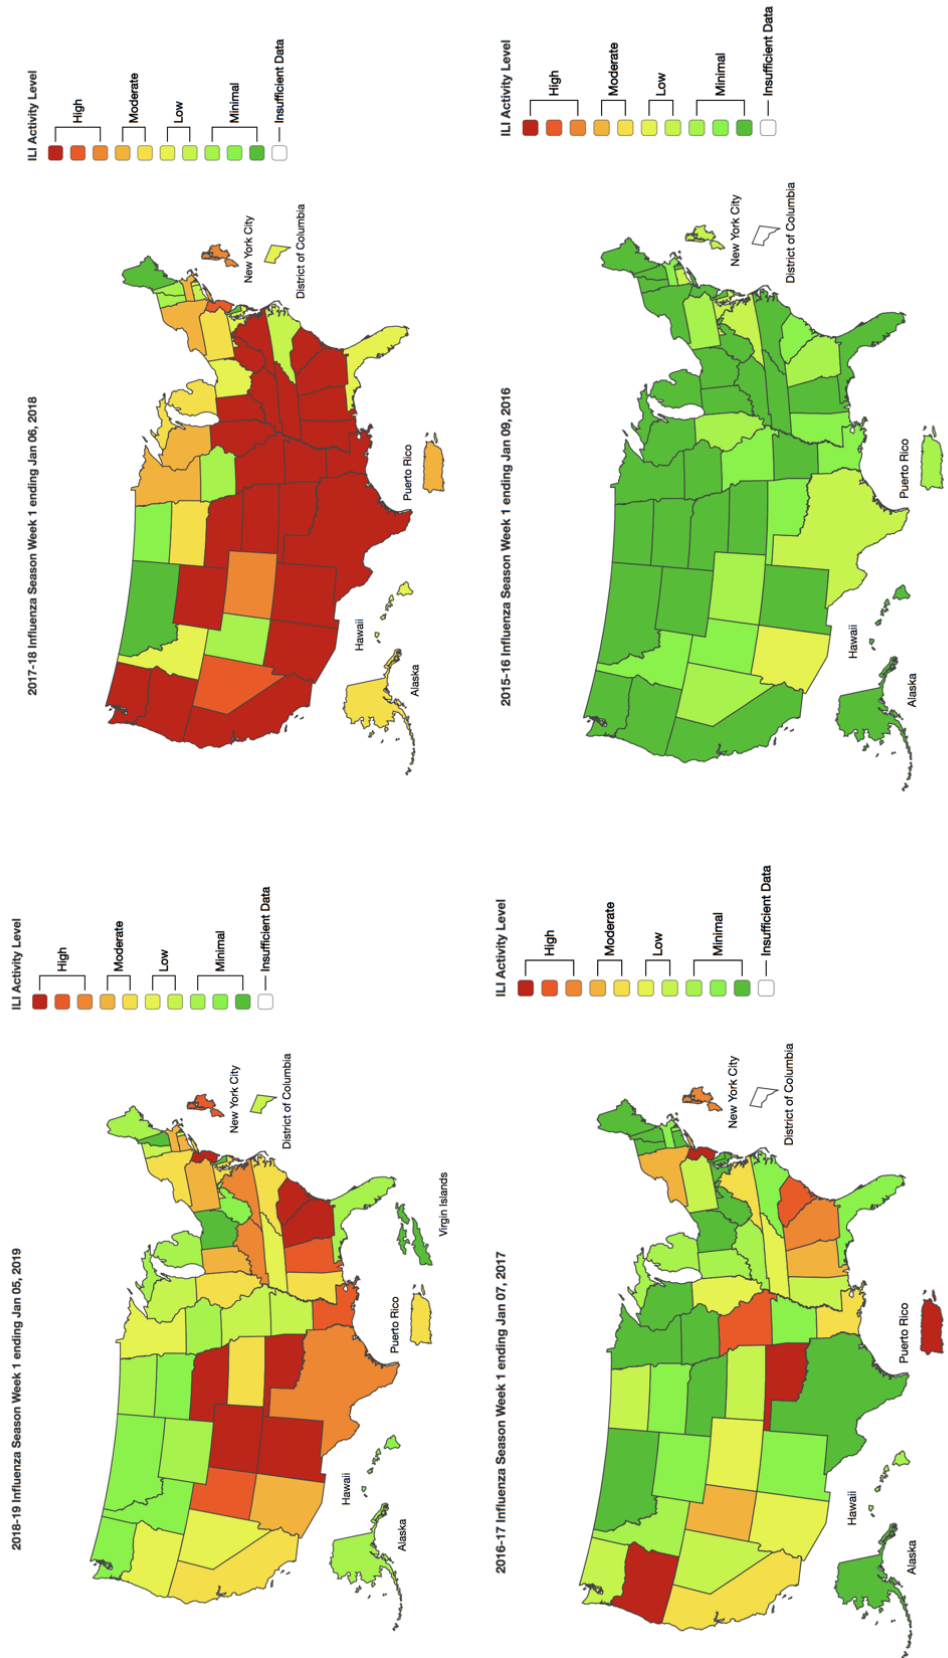 2018-19 Influenza Season Week 1 ending Jan 05, 2019
ILI Activity Level
High
Moderate
Low
Minimal
Insufficient Data
New York City
District of Columbia
Hawaii
Alaska
Puerto Rico
Virgin Islands
2017-18 Influenza Season Week 1 ending Jan 06, 2018
ILI Activity Level
High
Moderate
Low
Minimal
Insufficient Data
New York City
District of Columbia
Hawaii
Alaska
Puerto Rico
2016-17 Influenza Season Week 1 ending Jan 07, 2017
ILI Activity Level
High
Moderate
Low
Minimal
Insufficient Data
New York City
District of Columbia
Hawaii
Alaska
Puerto Rico
2015-16 Influenza Season Week 1 ending Jan 09, 2016
ILI Activity Level
High
Moderate
Low
Minimal
Insufficient Data
New York City
District of Columbia
Hawaii
Alaska
Puerto Rico